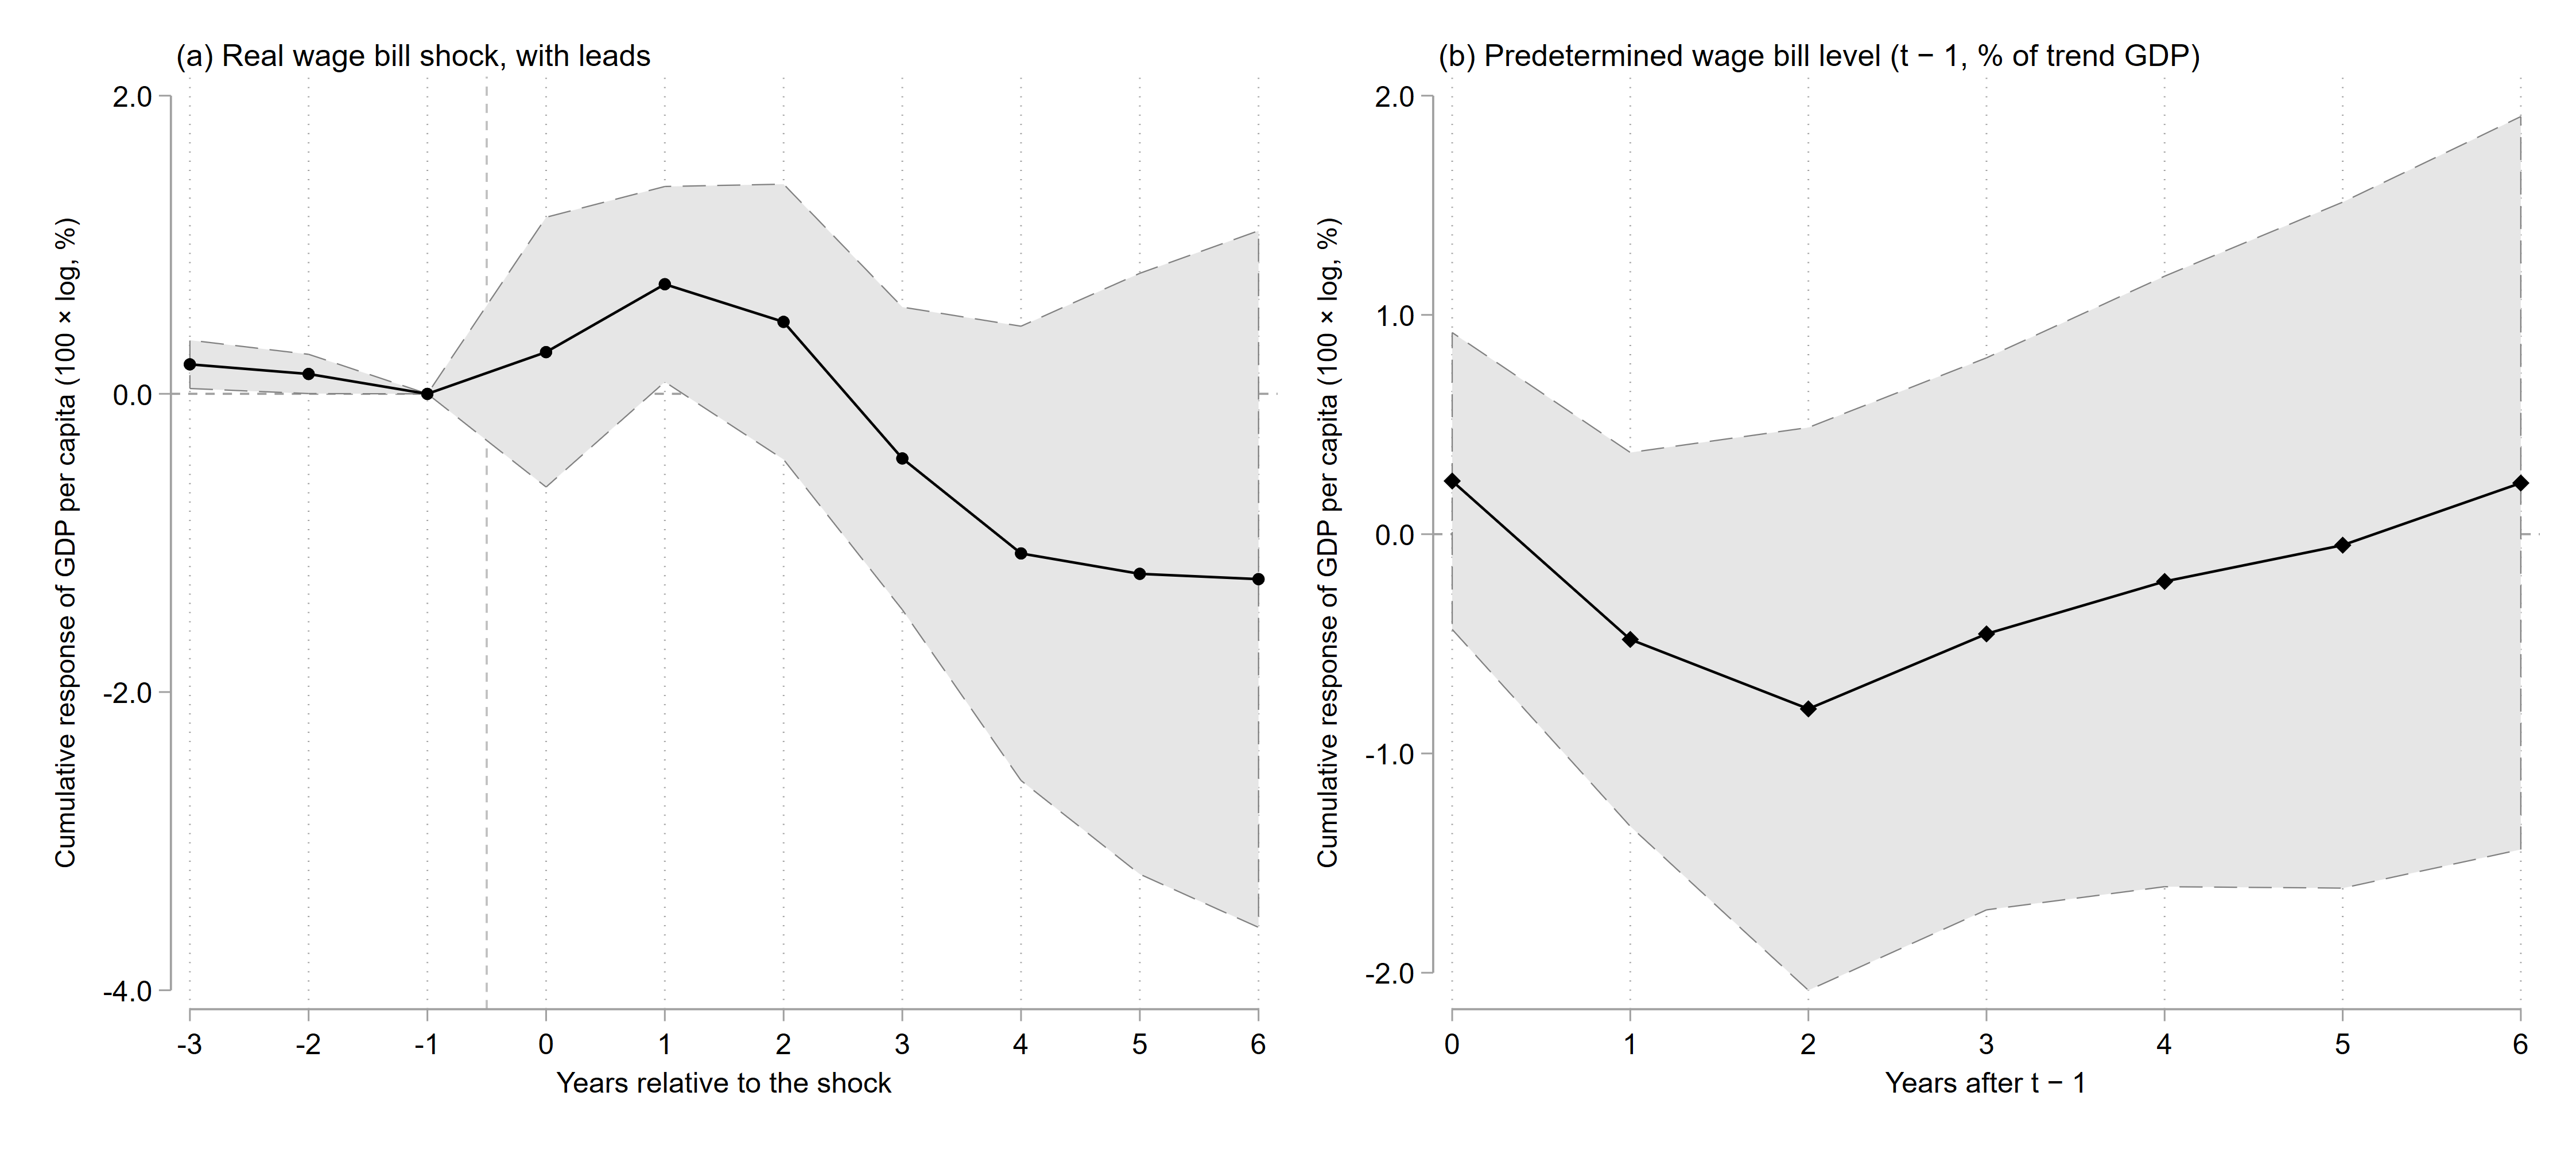 (a) Real wage bill shock, with leads
Cumulative response of GDP per capita (100 × log, %)
2.0
0.0
-2.0
-4.0
-3 -2 -1 0 1 2 3 4 5 6
Years relative to the shock
(b) Predetermined wage bill level (t − 1, % of trend GDP)
Cumulative response of GDP per capita (100 × log, %)
2.0
1.0
0.0
-1.0
-2.0
0 1 2 3 4 5 6
Years after t − 1